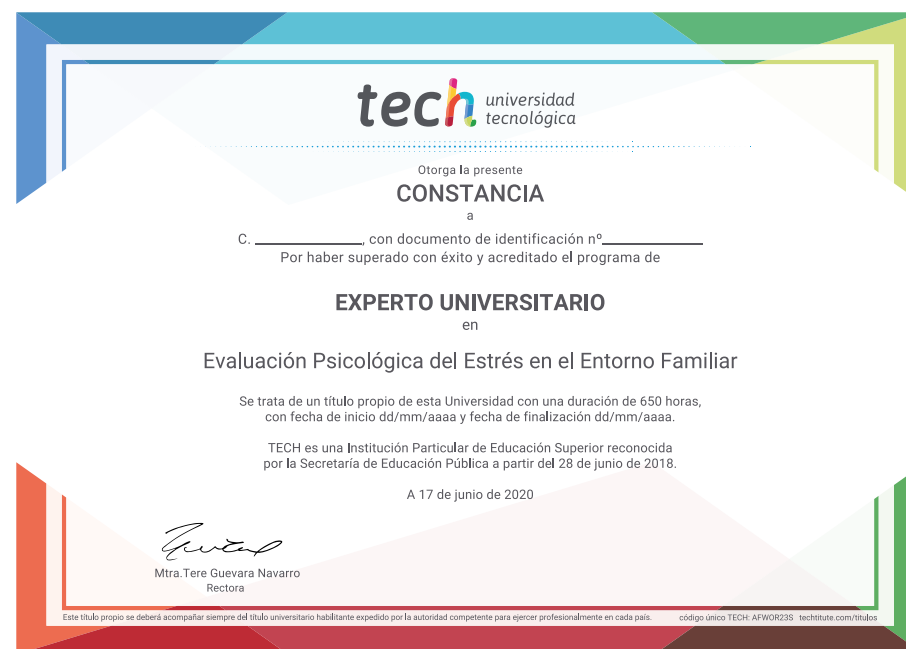 tech universidad
tecnológica
Otorga la presente
CONSTANCIA
a
C. ______________, con documento de identificación nº_____________
Por haber superado con éxito y acreditado el programa de
EXPERTO UNIVERSITARIO
en
Evaluación Psicológica del Estrés en el Entorno Familiar
Se trata de un título propio de esta Universidad con una duración de 650 horas,
con fecha de inicio dd/mm/aaaa y fecha de finalización dd/mm/aaaa.
TECH es una Institución Particular de Educación Superior reconocida
por la Secretaría de Educación Pública a partir del 28 de junio de 2018.
A 17 de junio de 2020
Mtra.Tere Guevara Navarro
Rectora
Este título propio se deberá acompañar siempre del título universitario habilitante expedido por la autoridad competente para ejercer profesionalmente en cada país. código único TECH: AFWOR23S techtitute.com/titulos